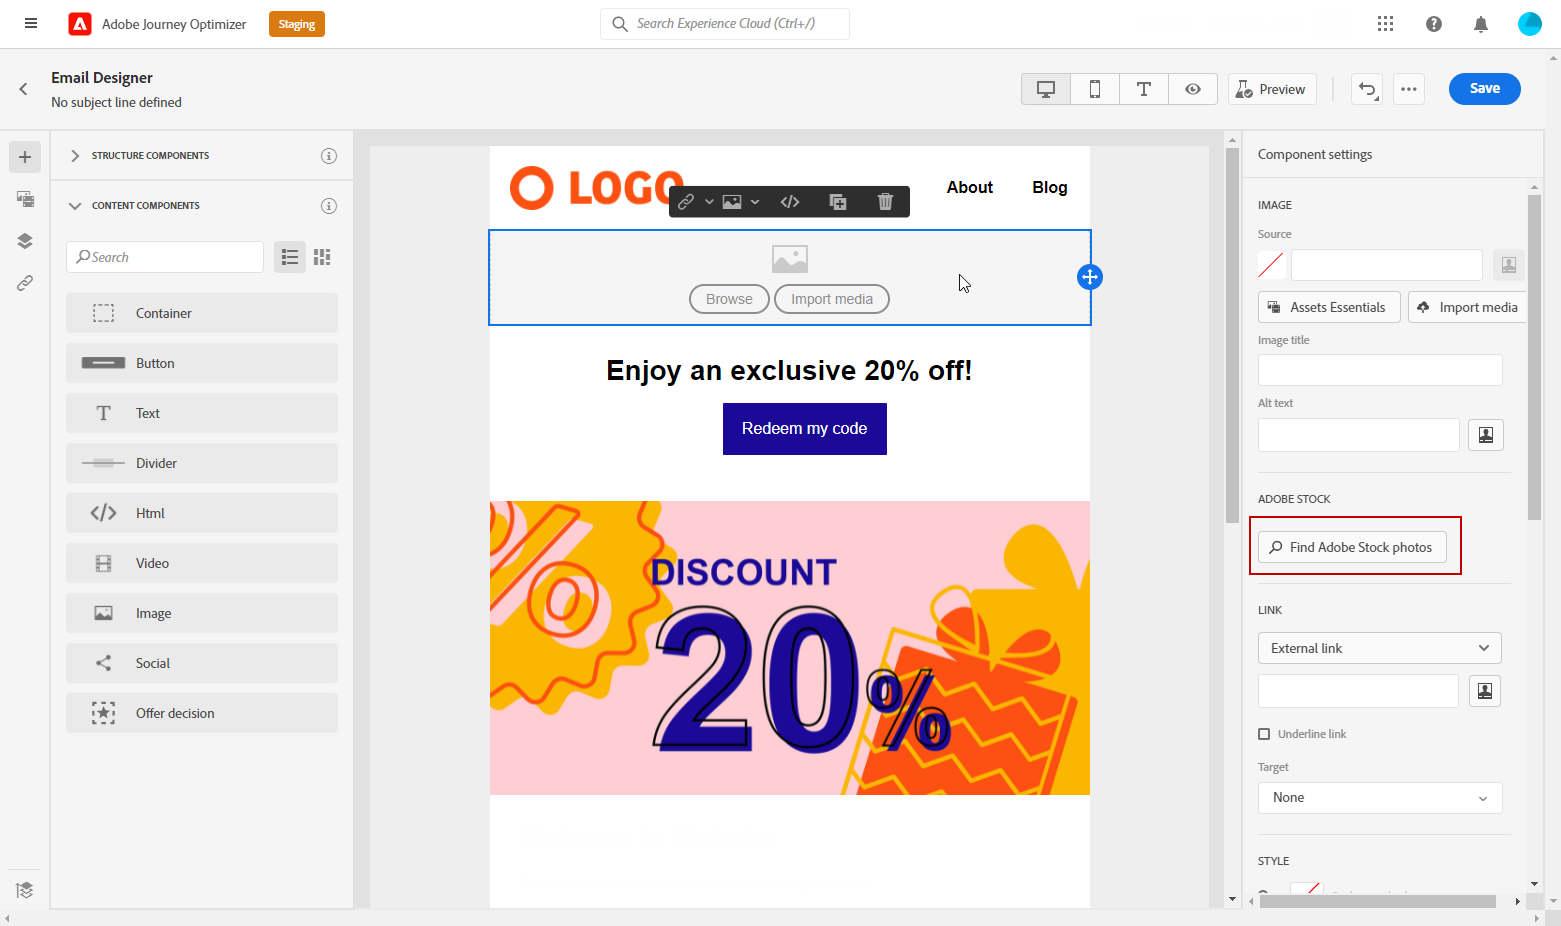 Adobe Journey Optimizer
Staging
Search Experience Cloud (Ctrl+/)
Email Designer
No subject line defined
Preview
Save
STRUCTURE COMPONENTS
CONTENT COMPONENTS
Search
Container
Button
Text
Divider
Html
Video
Image
Social
Offer decision
LOGO
About
Blog
Browse
Import media
Enjoy an exclusive 20% off!
Redeem my code
%
DISCOUNT
20%
Component settings
IMAGE
Source
Assets Essentials
Import media
Image title
Alt text
ADOBE STOCK
Find Adobe Stock photos
LINK
External link
Underline link
Target
None
STYLE